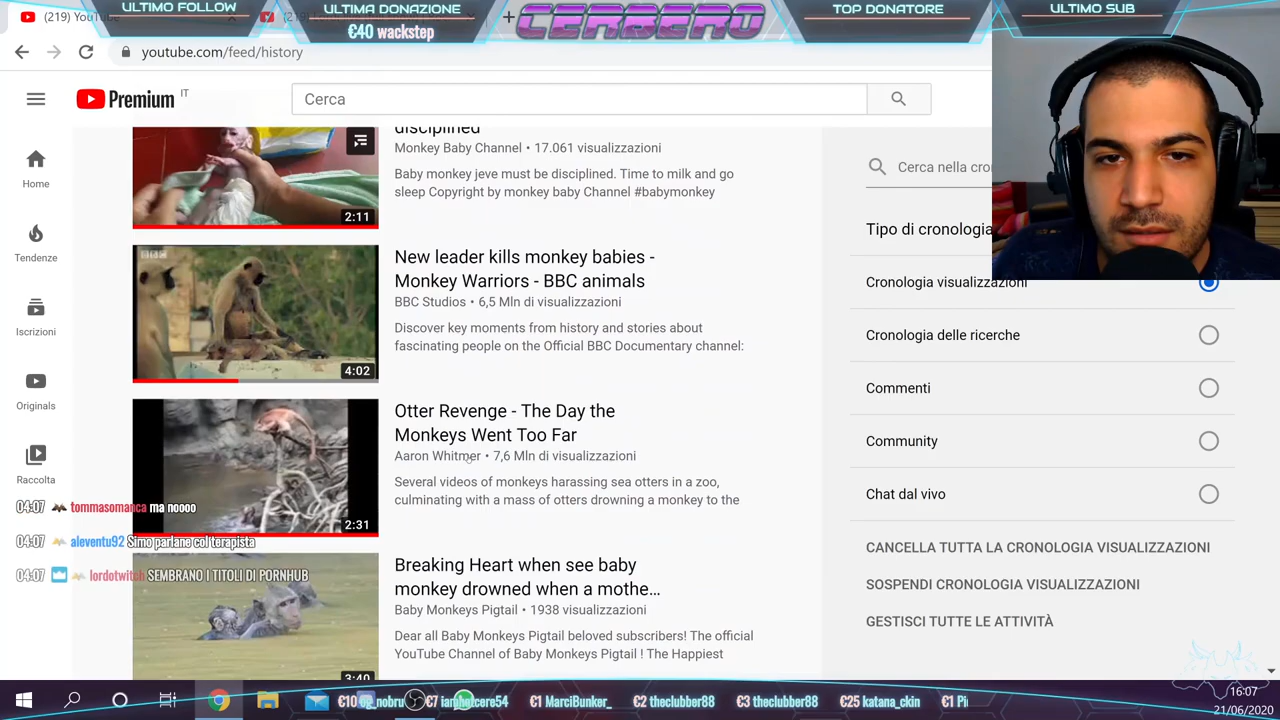 (219) YouTube
ULTIMO FOLLOW
ULTIMA DONAZIONE
€40 wackstep
CERBERO
TOP DONATORE
ULTIMO SUB
youtube.com/feed/history
Premium IT
Cerca
Home
Tendenze
Iscrizioni
Originals
Raccolta
disciplined
Monkey Baby Channel • 17.061 visualizzazioni
Baby monkey jeve must be disciplined. Time to milk and go
sleep Copyright by monkey baby Channel #babymonkey
2:11
BBC
New leader kills monkey babies -
Monkey Warriors - BBC animals
BBC Studios • 6,5 Mln di visualizzazioni
Discover key moments from history and stories about
fascinating people on the Official BBC Documentary channel:
4:02
Otter Revenge - The Day the
Monkeys Went Too Far
Aaron Whitmer • 7,6 Mln di visualizzazioni
Several videos of monkeys harassing sea otters in a zoo,
culminating with a mass of otters drowning a monkey to the
2:31
Breaking Heart when see baby
monkey drowned when a mothe...
Baby Monkeys Pigtail • 1938 visualizzazioni
Dear all Baby Monkeys Pigtail beloved subscribers! The official
YouTube Channel of Baby Monkeys Pigtail ! The Happiest
3:40
04:07 tommasomanca ma noooo
04:07 aleventu92 Simo parlane col terapista
04:07 lordotwitch SEMBRANO I TITOLI DI PORNHUB
Cerca nella cro
Tipo di cronologia
Cronologia visualizzazioni
Cronologia delle ricerche
Commenti
Community
Chat dal vivo
CANCELLA TUTTA LA CRONOLOGIA VISUALIZZAZIONI
SOSPENDI CRONOLOGIA VISUALIZZAZIONI
GESTISCI TUTTE LE ATTIVITÀ
€10 €7 €1 MarciBunker_ €2 theclubber88 €3 theclubber88 €25 katana_ckin €1 Pi
16:07
21/06/2020